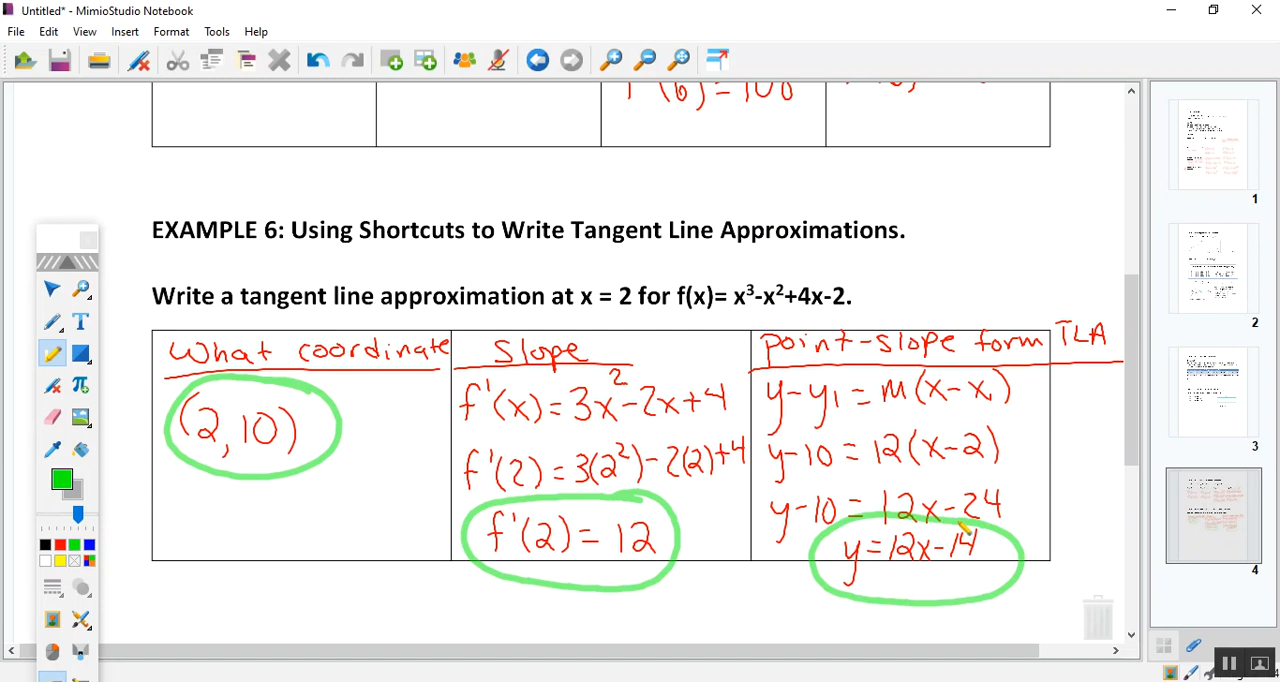 Untitled* - MimioStudio Notebook
File Edit View Insert Format Tools Help
EXAMPLE 6: Using Shortcuts to Write Tangent Line Approximations.
Write a tangent line approximation at x = 2 for f(x)= x³-x²+4x-2.
What coordinate
(2,10)
Slope
f'(x) = 3x²-2x+4
f'(2) = 3(2²)-2(2)+4
f'(2) = 12
point-slope form TLA
y-y₁ = m(x-x₁)
y-10 = 12(x-2)
y-10 = 12x-24
y=12x-14
1
2
3
4